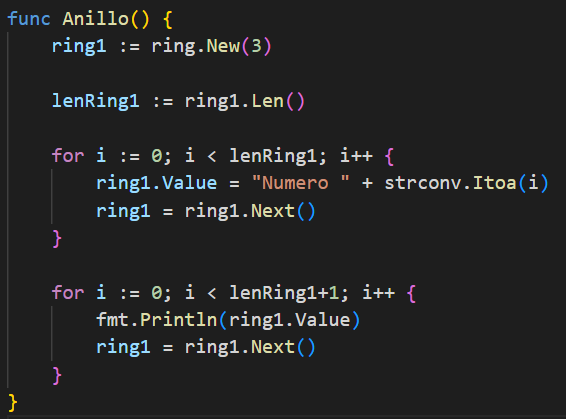 func Anillo() {
    ring1 := ring.New(3)

    lenRing1 := ring1.Len()

    for i := 0; i < lenRing1; i++ {
        ring1.Value = "Numero " + strconv.Itoa(i)
        ring1 = ring1.Next()
    }

    for i := 0; i < lenRing1+1; i++ {
        fmt.Println(ring1.Value)
        ring1 = ring1.Next()
    }
}